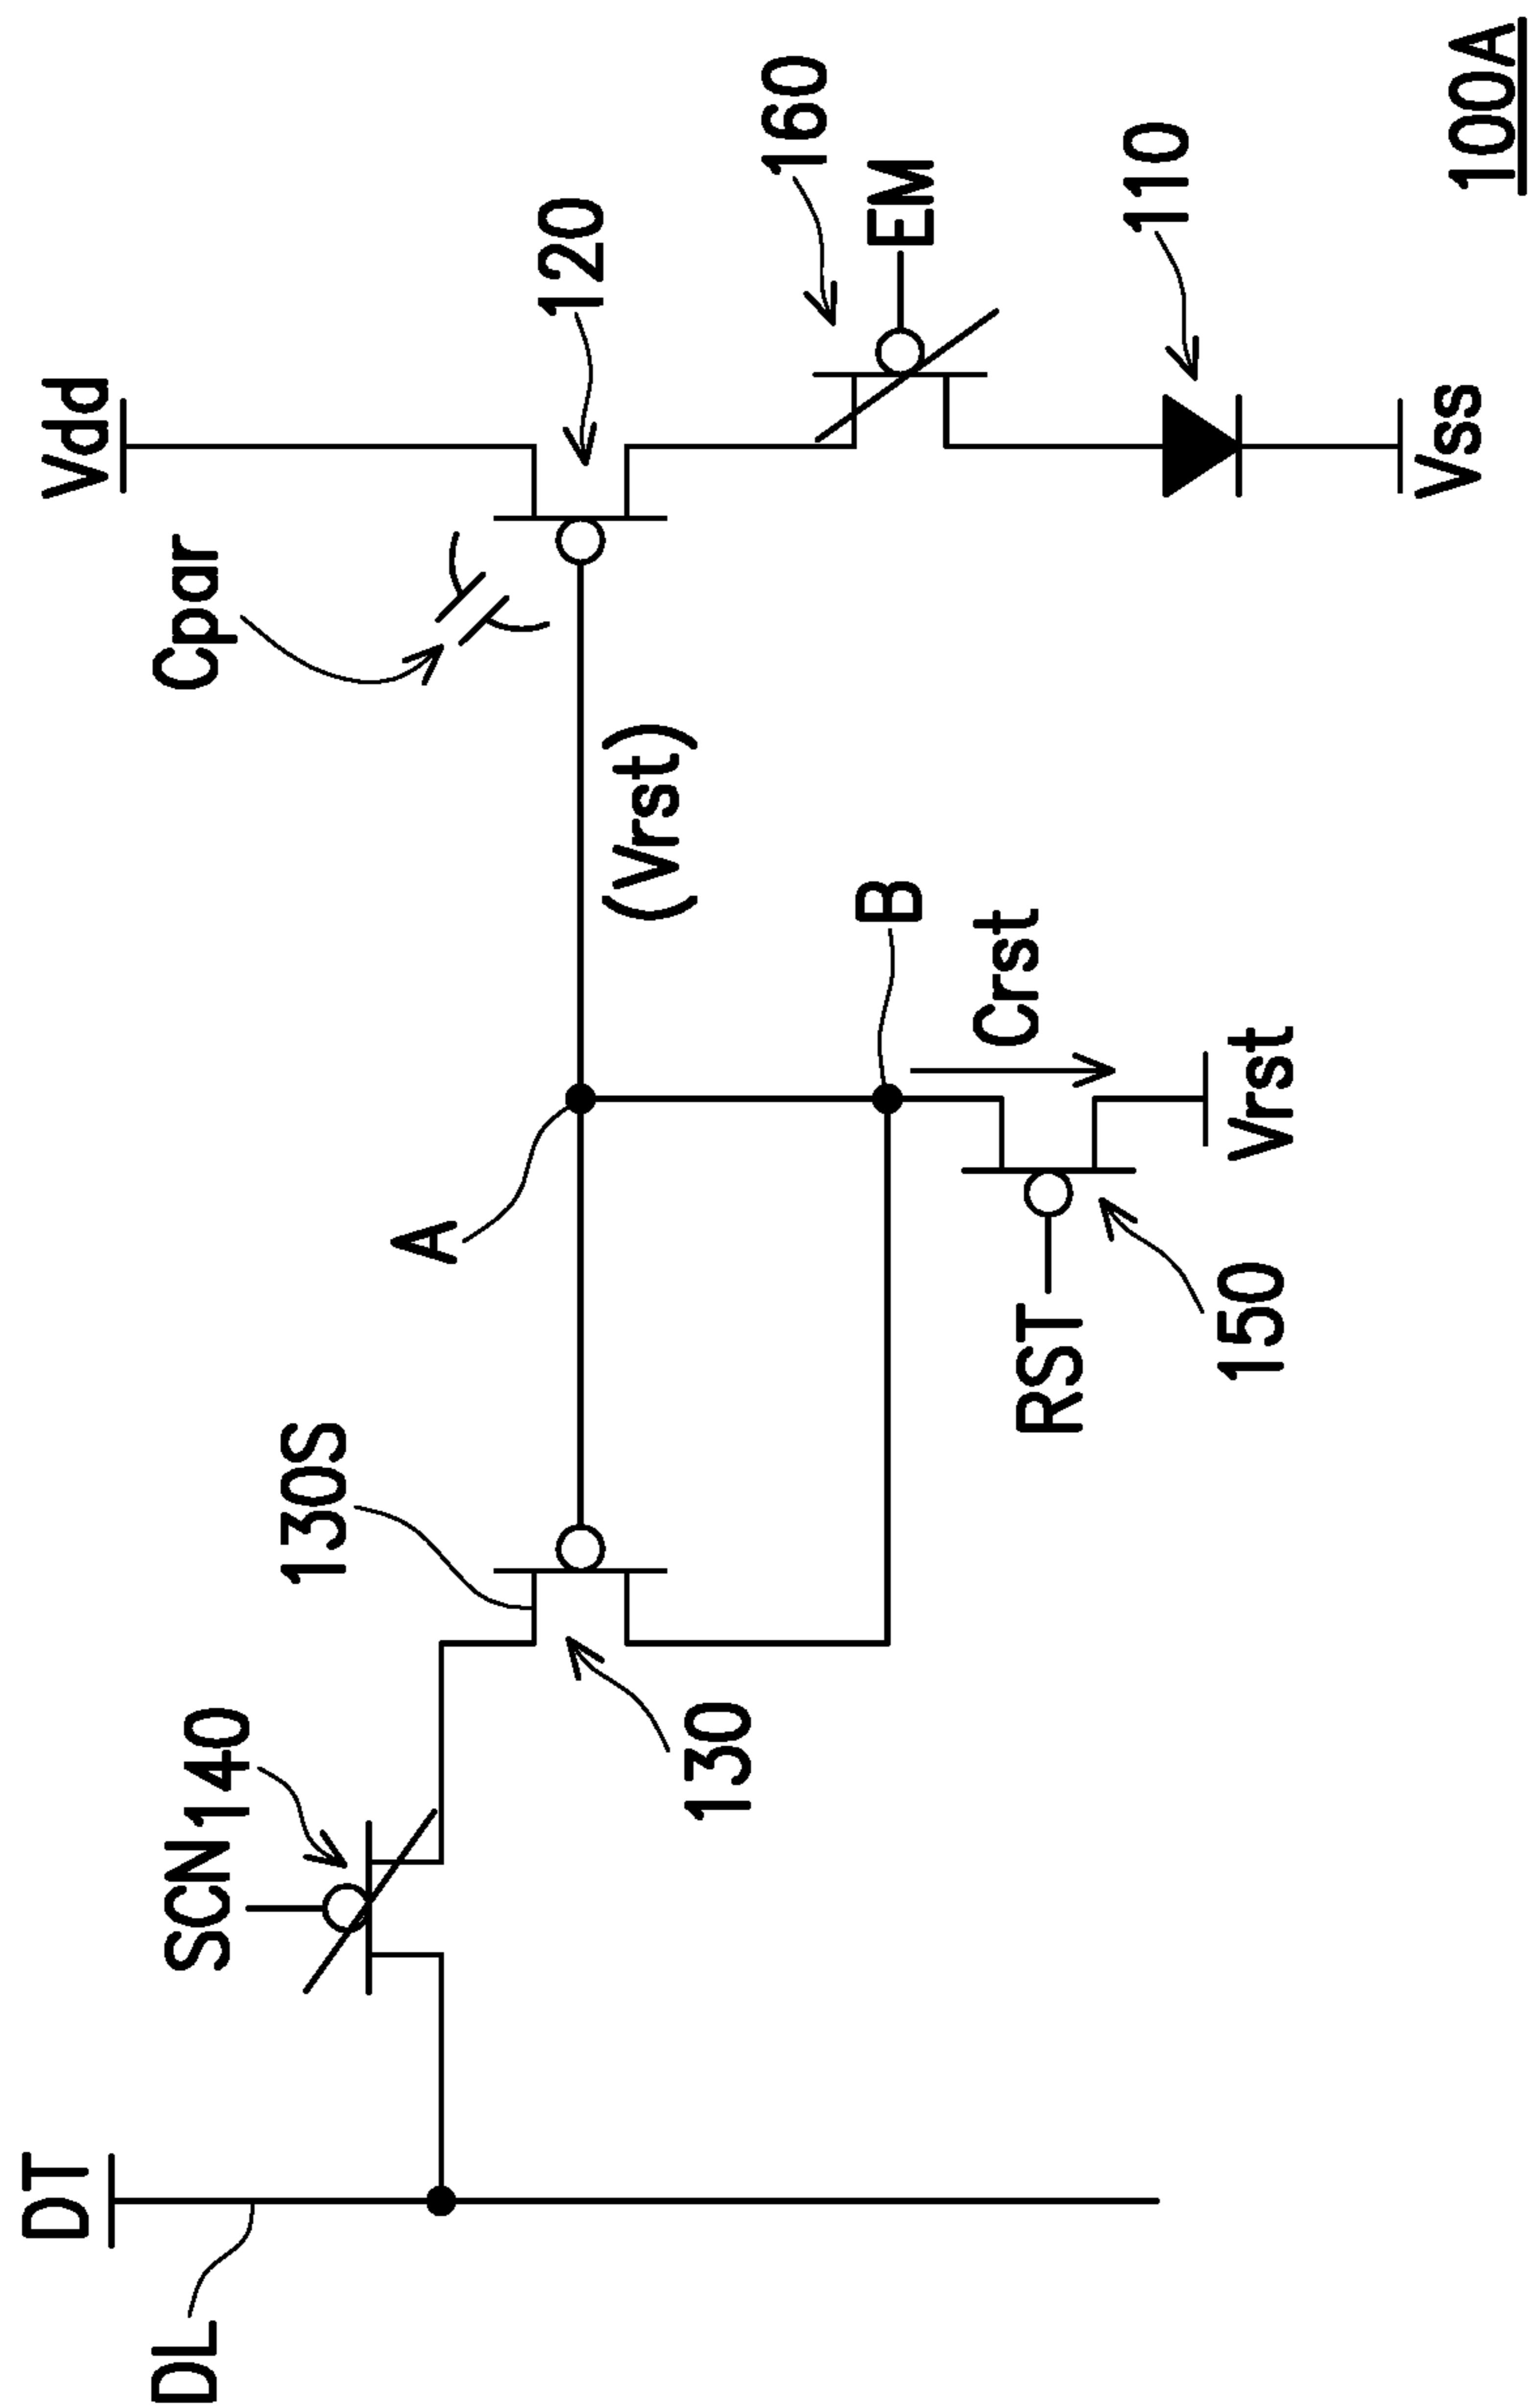 DT
DL
SCN
140
130S
130
A
RST
150
Vrst
Crst
B
(Vrst)
Cpar
Vdd
120
160
EM
110
Vss
100A